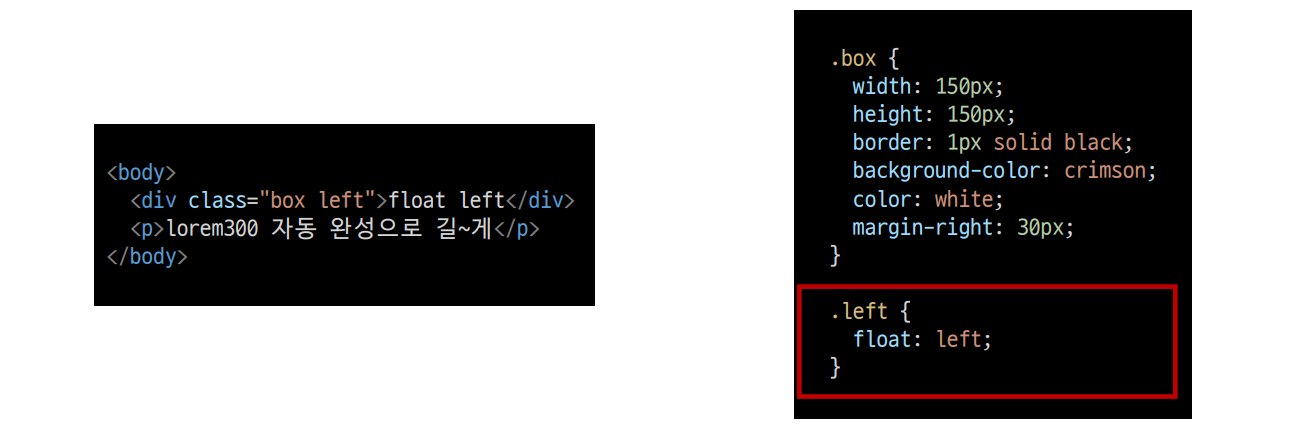 <body>
<div class="box left">float left</div>
<p>lorem300 자동 완성으로 길~게</p>
</body>
.box {
width: 150px;
height: 150px;
border: 1px solid black;
background-color: crimson;
color: white;
margin-right: 30px;
}
.left {
float: left;
}